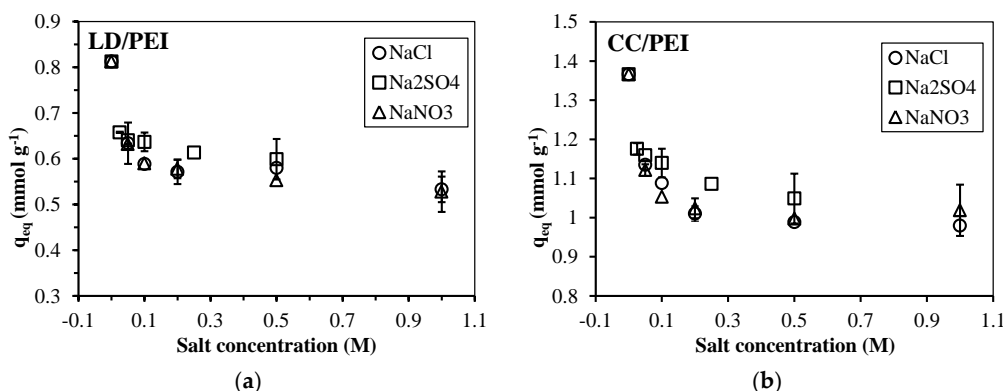 LD/PEI
NaCl
Na2SO4
NaNO3
0.9
0.8
0.7
0.6
0.5
0.4
0.3
-0.1
0.1
0.3
0.5
0.7
0.9
1.1
q eq (mmol g-1)
Salt concentration (M)
(a)
CC/PEI
NaCl
Na2SO4
NaNO3
1.5
1.4
1.3
1.2
1.1
1
0.9
0.8
-0.1
0.1
0.3
0.5
0.7
0.9
1.1
q eq (mmol g-1)
Salt concentration (M)
(b)